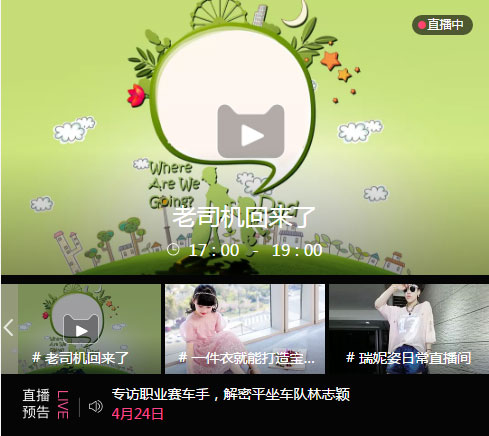 直播中
Where
Are We
Going?
Dad
老司机回来了
17 : 00 - 19 : 00
# 老司机回来了
# 一件衣就能打造宝...
# 瑞妮姿日常直播间
17
直播
预告
LIVE
专访职业赛车手，解密平坐车队林志颖
4月24日